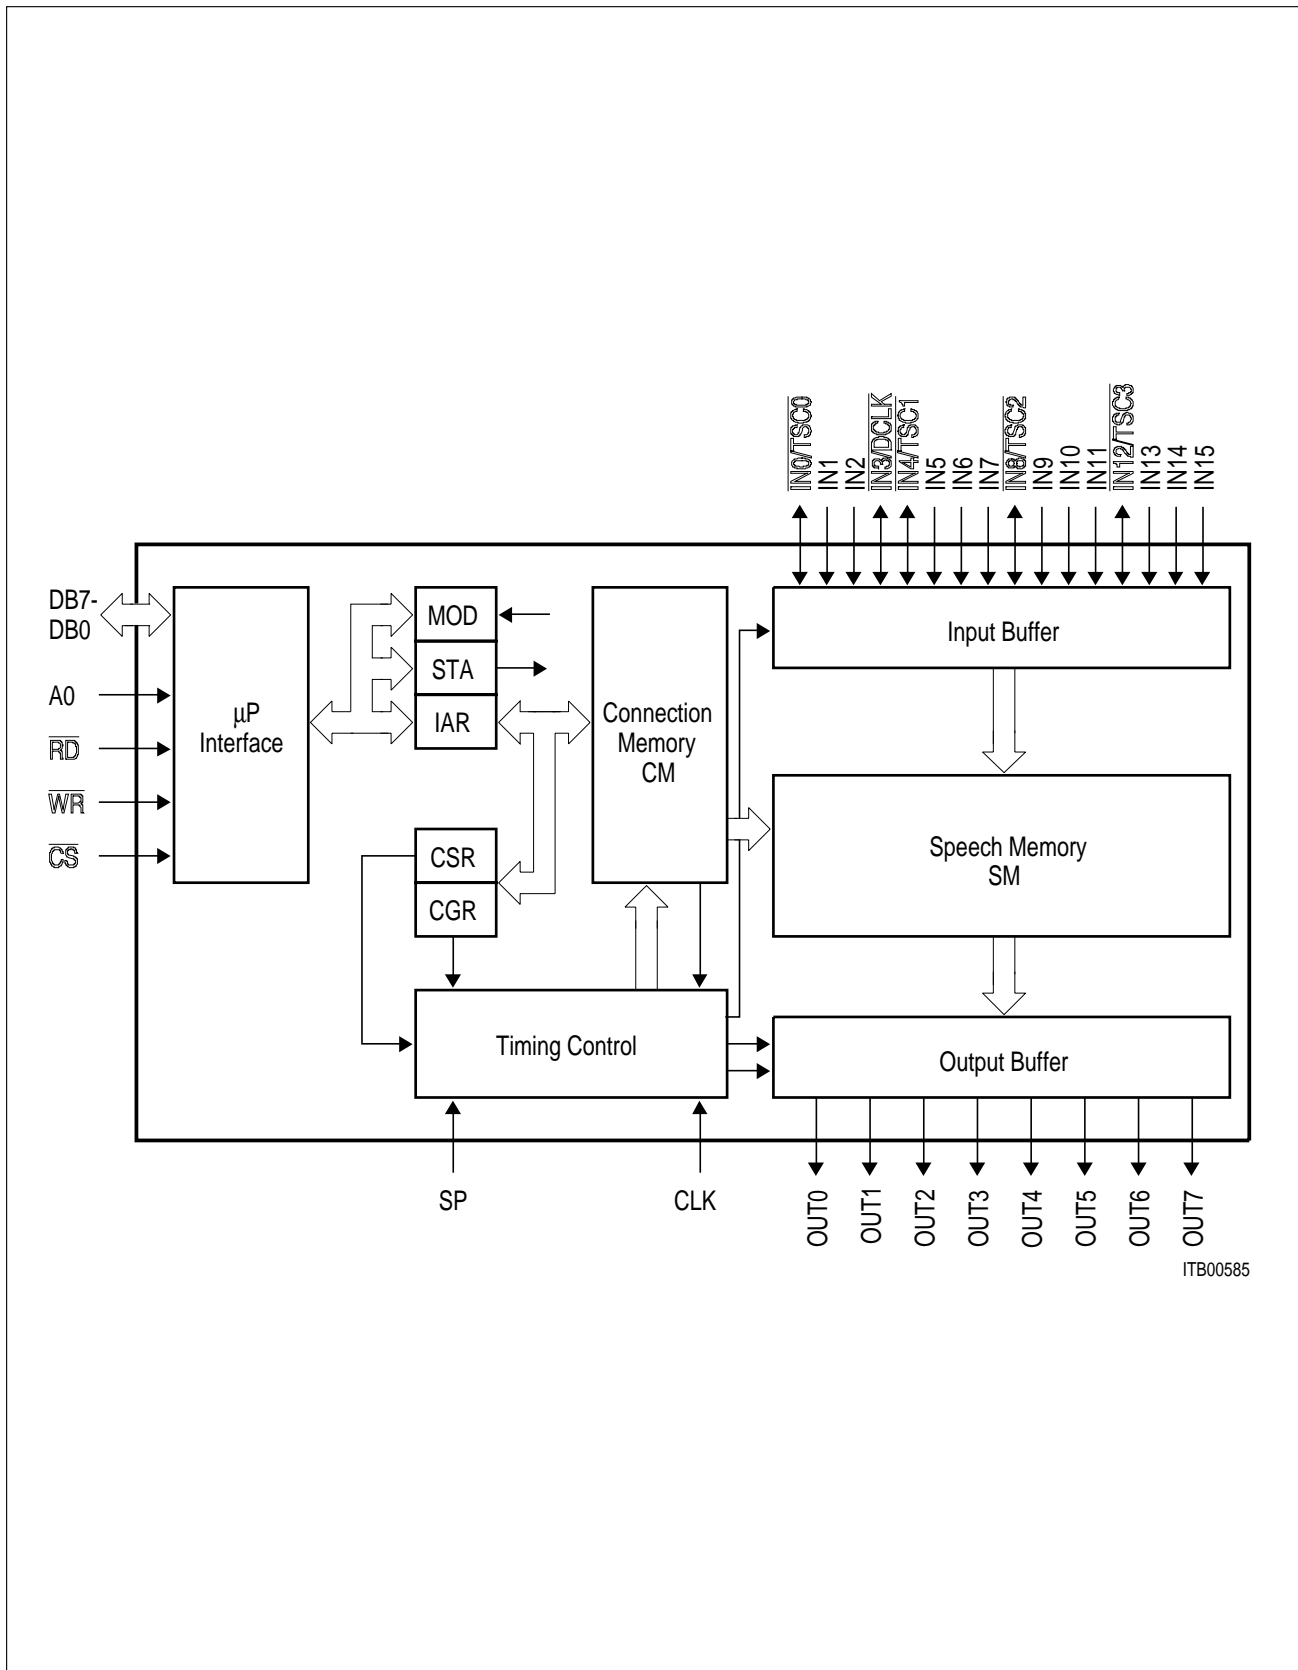 IN0/TSC0
IN1
IN2
IN3/DCLK
IN4/TSC1
IN5
IN6
IN7
IN8/TSC2
IN9
IN10
IN11
IN12/TSC3
IN13
IN14
IN15
DB7-
DB0
A0
RD
WR
CS
μP
Interface
MOD
STA
IAR
CSR
CGR
Connection
Memory
CM
Input Buffer
Speech Memory
SM
Timing Control
Output Buffer
SP
CLK
OUT0
OUT1
OUT2
OUT3
OUT4
OUT5
OUT6
OUT7
ITB00585